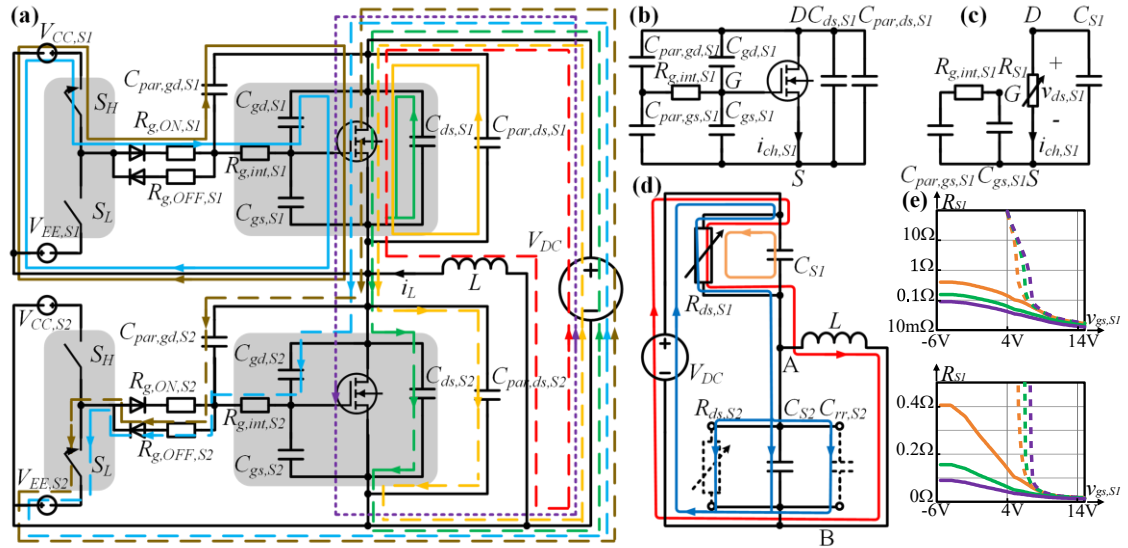 (a)
V_CC,S1
S_H
C_par,gd,S1
R_g,ON,S1
C_gd,S1
C_ds,S1
C_par,ds,S1
R_g,int,S1
R_g,OFF,S1
C_gs,S1
S_L
V_EE,S1
V_DC
+
−
i_L
L
V_CC,S2
S_H
C_par,gd,S2
C_gd,S2
R_g,ON,S2
C_ds,S2
C_par,ds,S2
R_g,int,S2
R_g,OFF,S2
C_gs,S2
S_L
V_EE,S2
(b)
D
C_ds,S1
C_par,ds,S1
C_par,gd,S1
C_gd,S1
R_g,int,S1
G
C_par,gs,S1
C_gs,S1
i_ch,S1
S
(c)
D
C_S1
R_g,int,S1
R_S1
+
G
v_ds,S1
-
i_ch,S1
C_par,gs,S1
C_gs,S1
S
(d)
C_S1
R_ds,S1
L
+
V_DC
−
A
R_ds,S2
C_S2
C_rr,S2
B
(e)
R_S1
10Ω
1Ω
0,1Ω
10mΩ
v_gs,S1
-6V
4V
14V
R_S1
0.4Ω
0.2Ω
0Ω
v_gs,S1
-6V
4V
14V